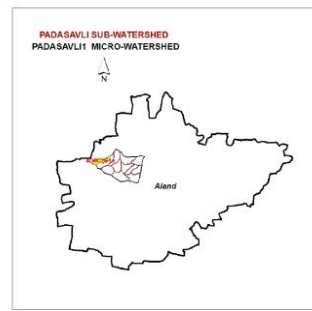 PADASAVLI SUB-WATERSHED
PADASAVLI1 MICRO-WATERSHED
N
Aland